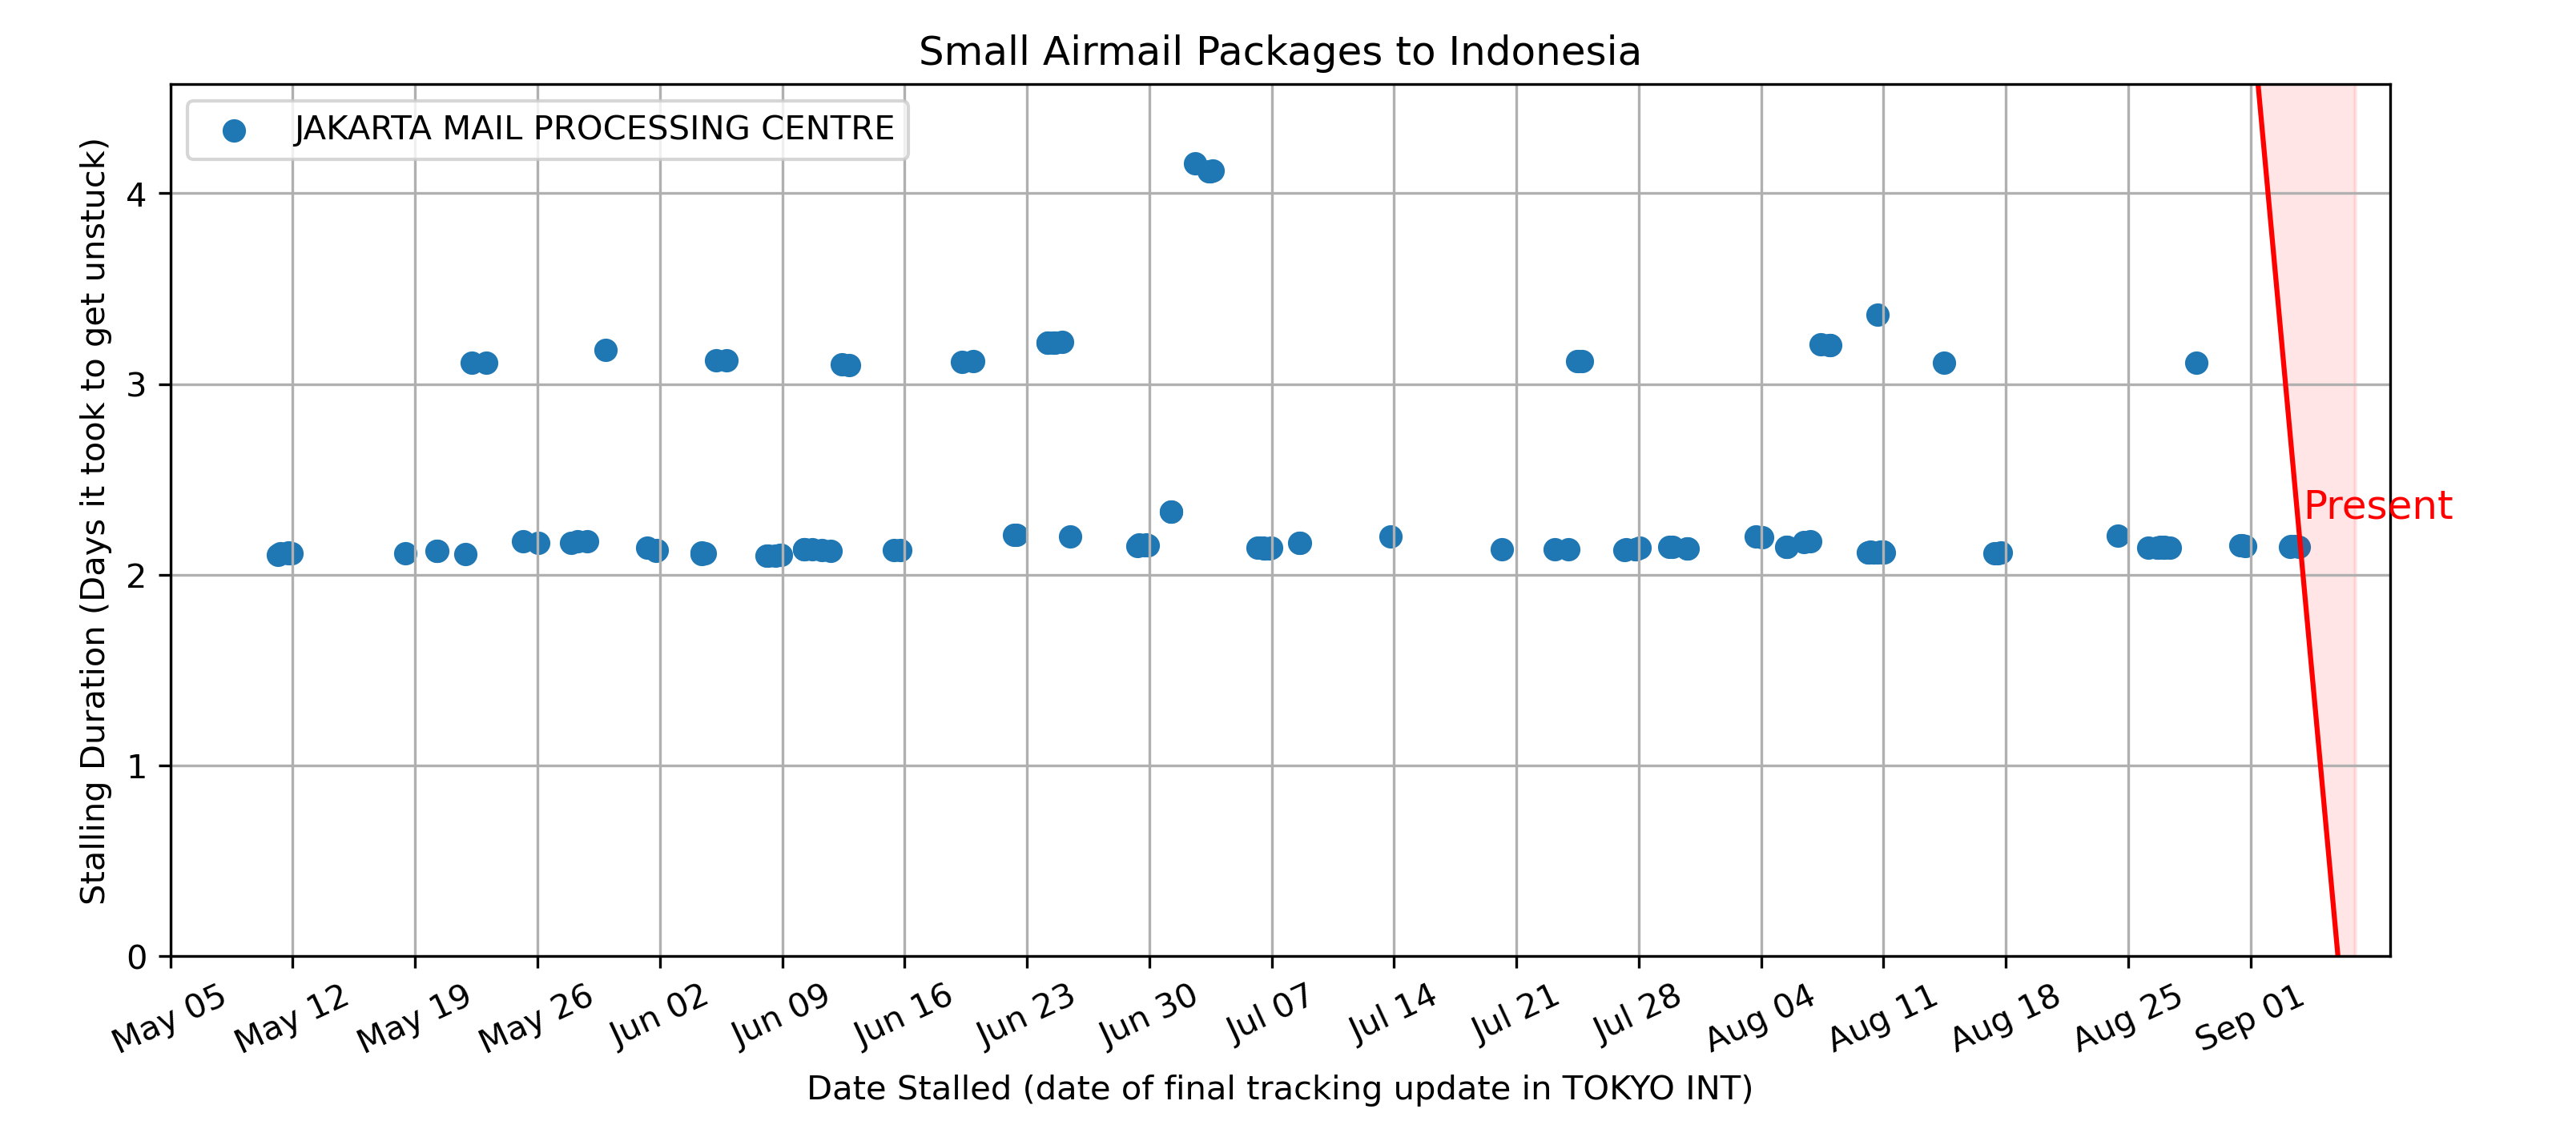 Small Airmail Packages to Indonesia
JAKARTA MAIL PROCESSING CENTRE
Stalling Duration (Days it took to get unstuck)
4
3
2
1
0
Present
May 05
May 12
May 19
May 26
Jun 02
Jun 09
Jun 16
Jun 23
Jun 30
Jul 07
Jul 14
Jul 21
Jul 28
Aug 04
Aug 11
Aug 18
Aug 25
Sep 01
Date Stalled (date of final tracking update in TOKYO INT)